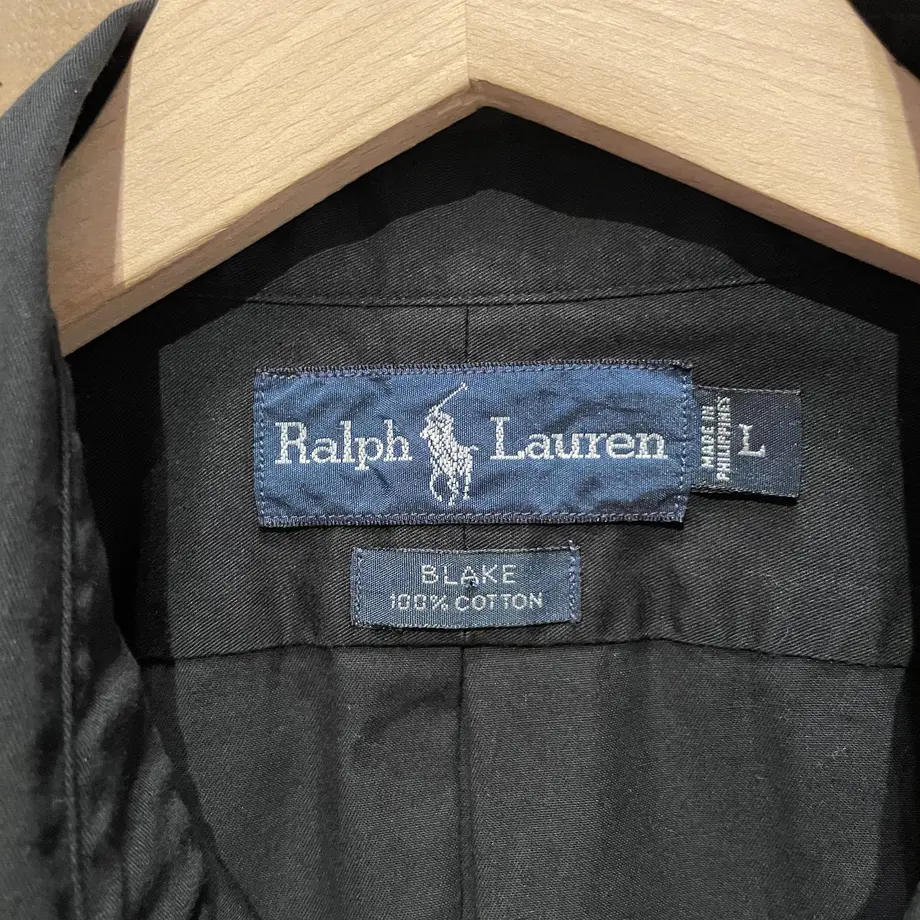 Ralph Lauren
MADE IN
PHILIPPINES
L
BLAKE
100% COTTON